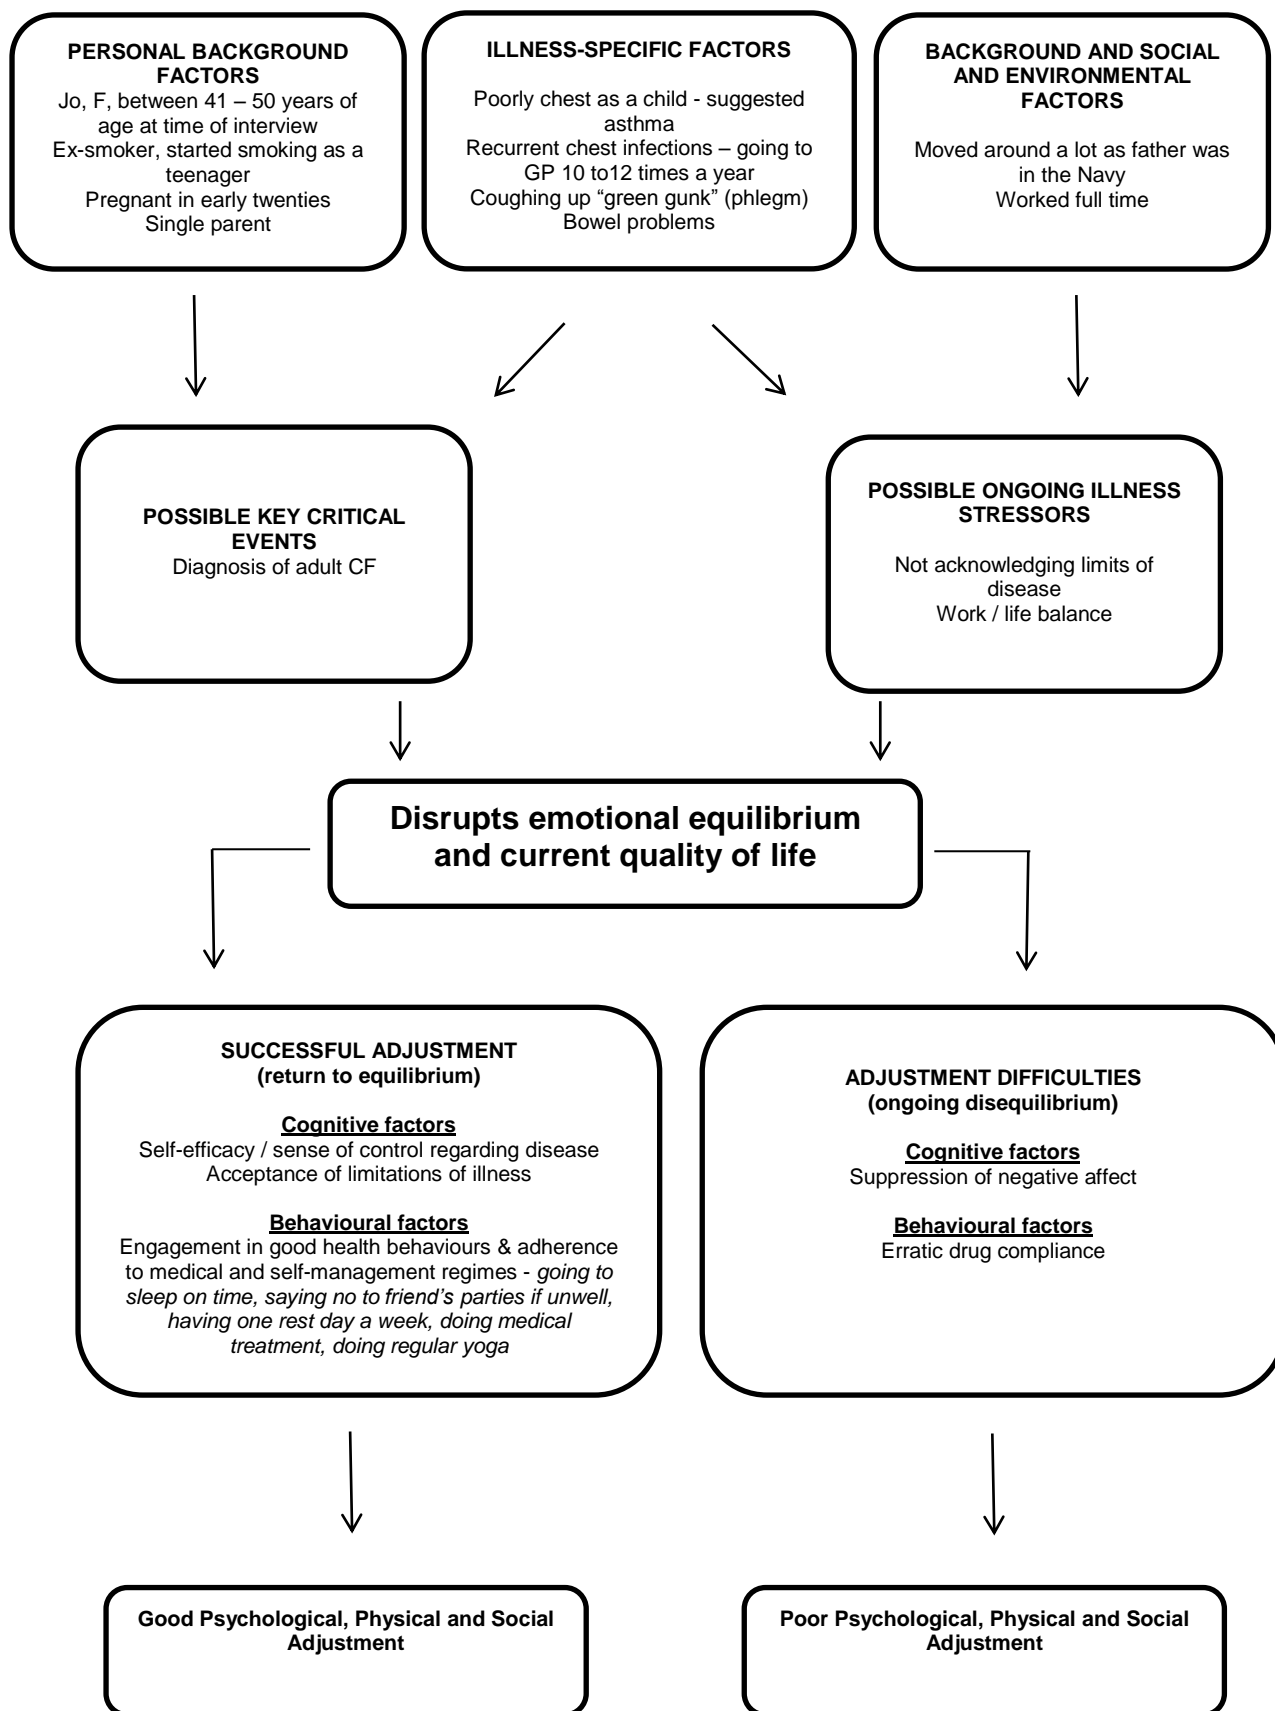 PERSONAL BACKGROUND
FACTORS
Jo, F, between 41 – 50 years of
age at time of interview
Ex-smoker, started smoking as a
teenager
Pregnant in early twenties
Single parent
ILLNESS-SPECIFIC FACTORS
Poorly chest as a child - suggested
asthma
Recurrent chest infections – going to
GP 10 to12 times a year
Coughing up “green gunk” (phlegm)
Bowel problems
BACKGROUND AND SOCIAL
AND ENVIRONMENTAL
FACTORS
Moved around a lot as father was
in the Navy
Worked full time
POSSIBLE KEY CRITICAL
EVENTS
Diagnosis of adult CF
POSSIBLE ONGOING ILLNESS
STRESSORS
Not acknowledging limits of
disease
Work / life balance
Disrupts emotional equilibrium
and current quality of life
SUCCESSFUL ADJUSTMENT
(return to equilibrium)
Cognitive factors
Self-efficacy / sense of control regarding disease
Acceptance of limitations of illness
Behavioural factors
Engagement in good health behaviours & adherence
to medical and self-management regimes - going to
sleep on time, saying no to friend’s parties if unwell,
having one rest day a week, doing medical
treatment, doing regular yoga
ADJUSTMENT DIFFICULTIES
(ongoing disequilibrium)
Cognitive factors
Suppression of negative affect
Behavioural factors
Erratic drug compliance
Good Psychological, Physical and Social
Adjustment
Poor Psychological, Physical and Social
Adjustment